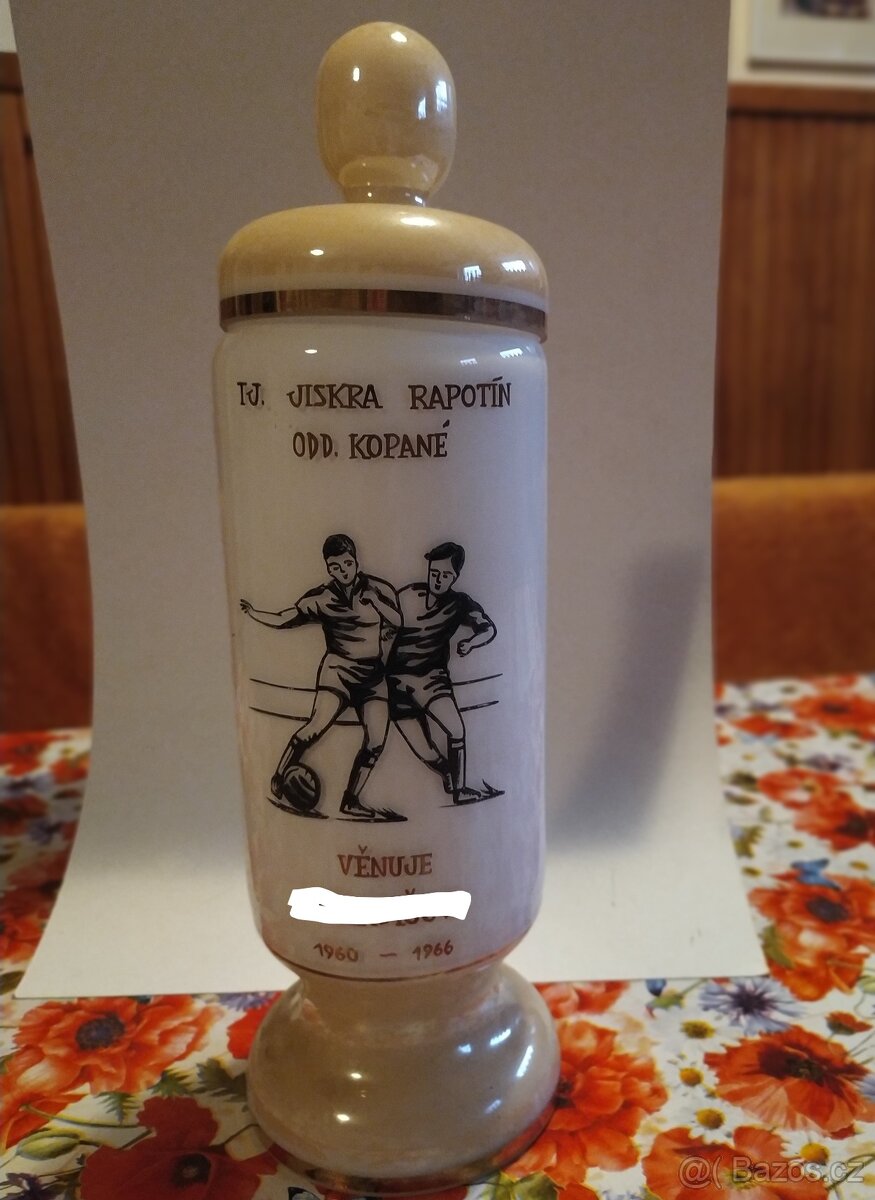 TJ. JISKRA RAPOTÍN
ODD. KOPANÉ
VĚNUJE
1960 — 1966
@( Bazos.cz